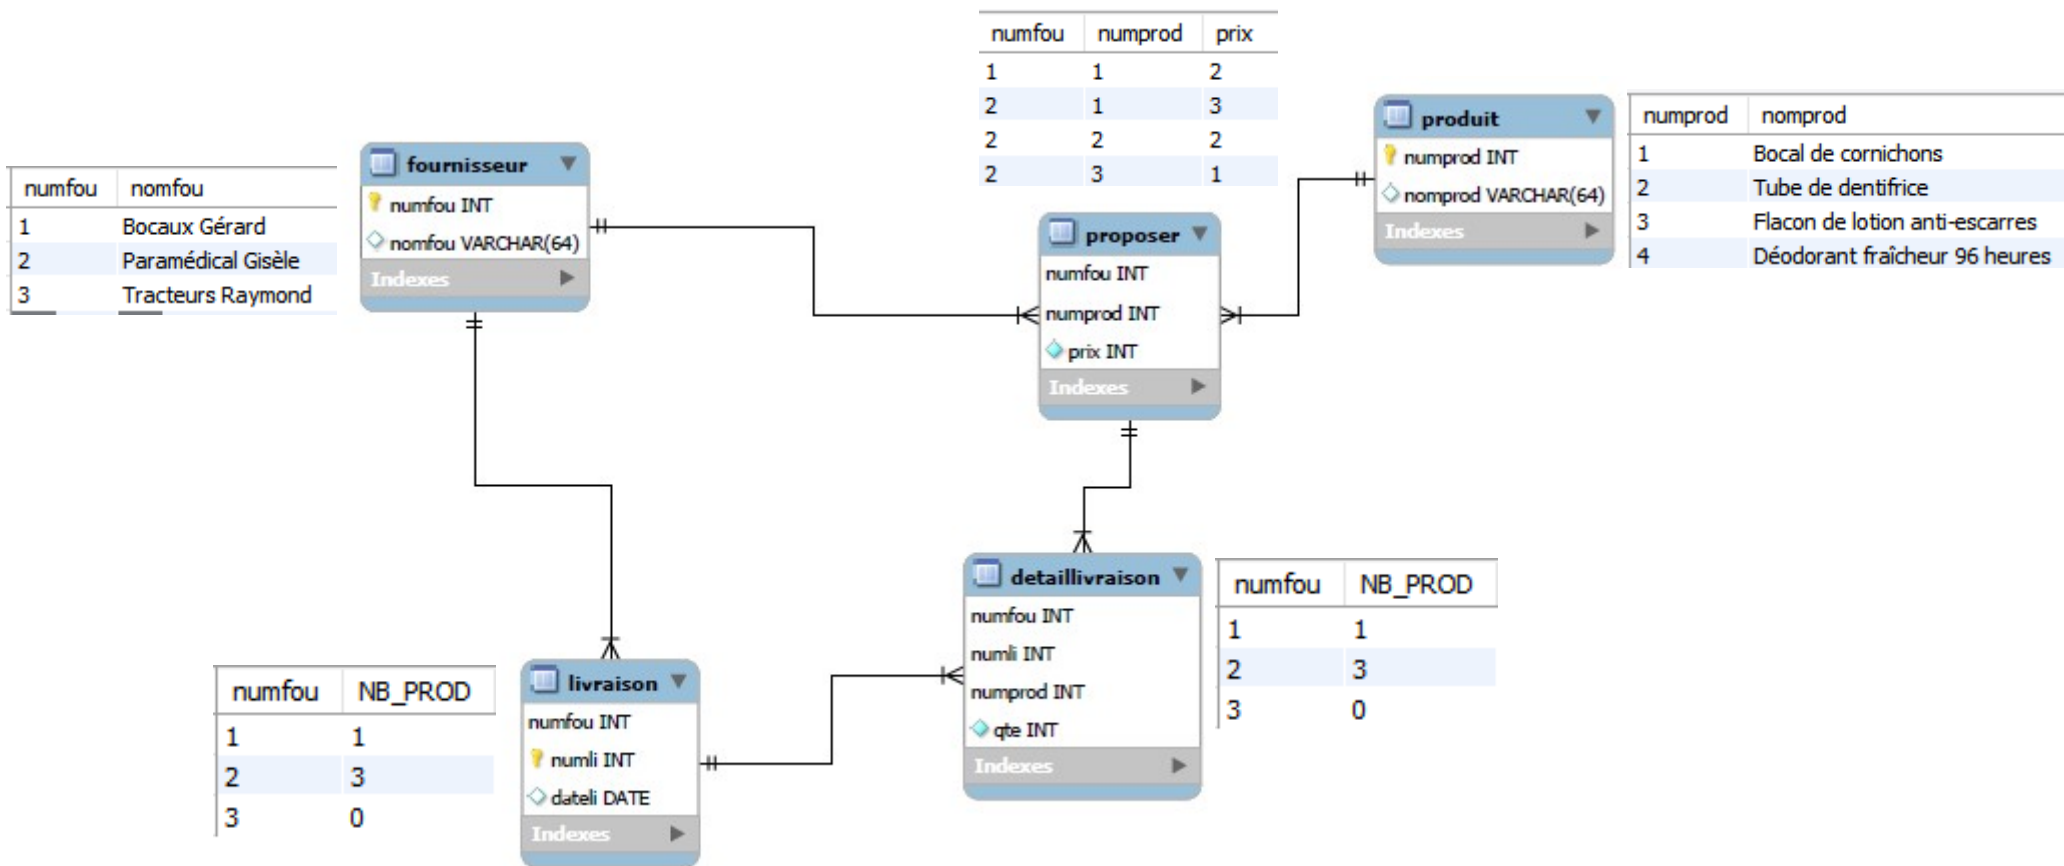 numfou numprod prix
1 1 2
2 1 3
2 2 2
2 3 1
produit
numprod INT
nomprod VARCHAR(64)
Indexes
numprod nomprod
1 Bocal de cornichons
2 Tube de dentifrice
3 Flacon de lotion anti-escarres
4 Déodorant fraîcheur 96 heures
numfou nomfou
1 Bocaux Gérard
2 Paramédical Gisèle
3 Tracteurs Raymond
fournisseur
numfou INT
nomfou VARCHAR(64)
Indexes
proposer
numfou INT
numprod INT
prix INT
Indexes
detaillivraison
numfou INT
numli INT
numprod INT
qte INT
Indexes
numfou NB_PROD
1 1
2 3
3 0
numfou NB_PROD
1 1
2 3
3 0
livraison
numfou INT
numli INT
dateli DATE
Indexes